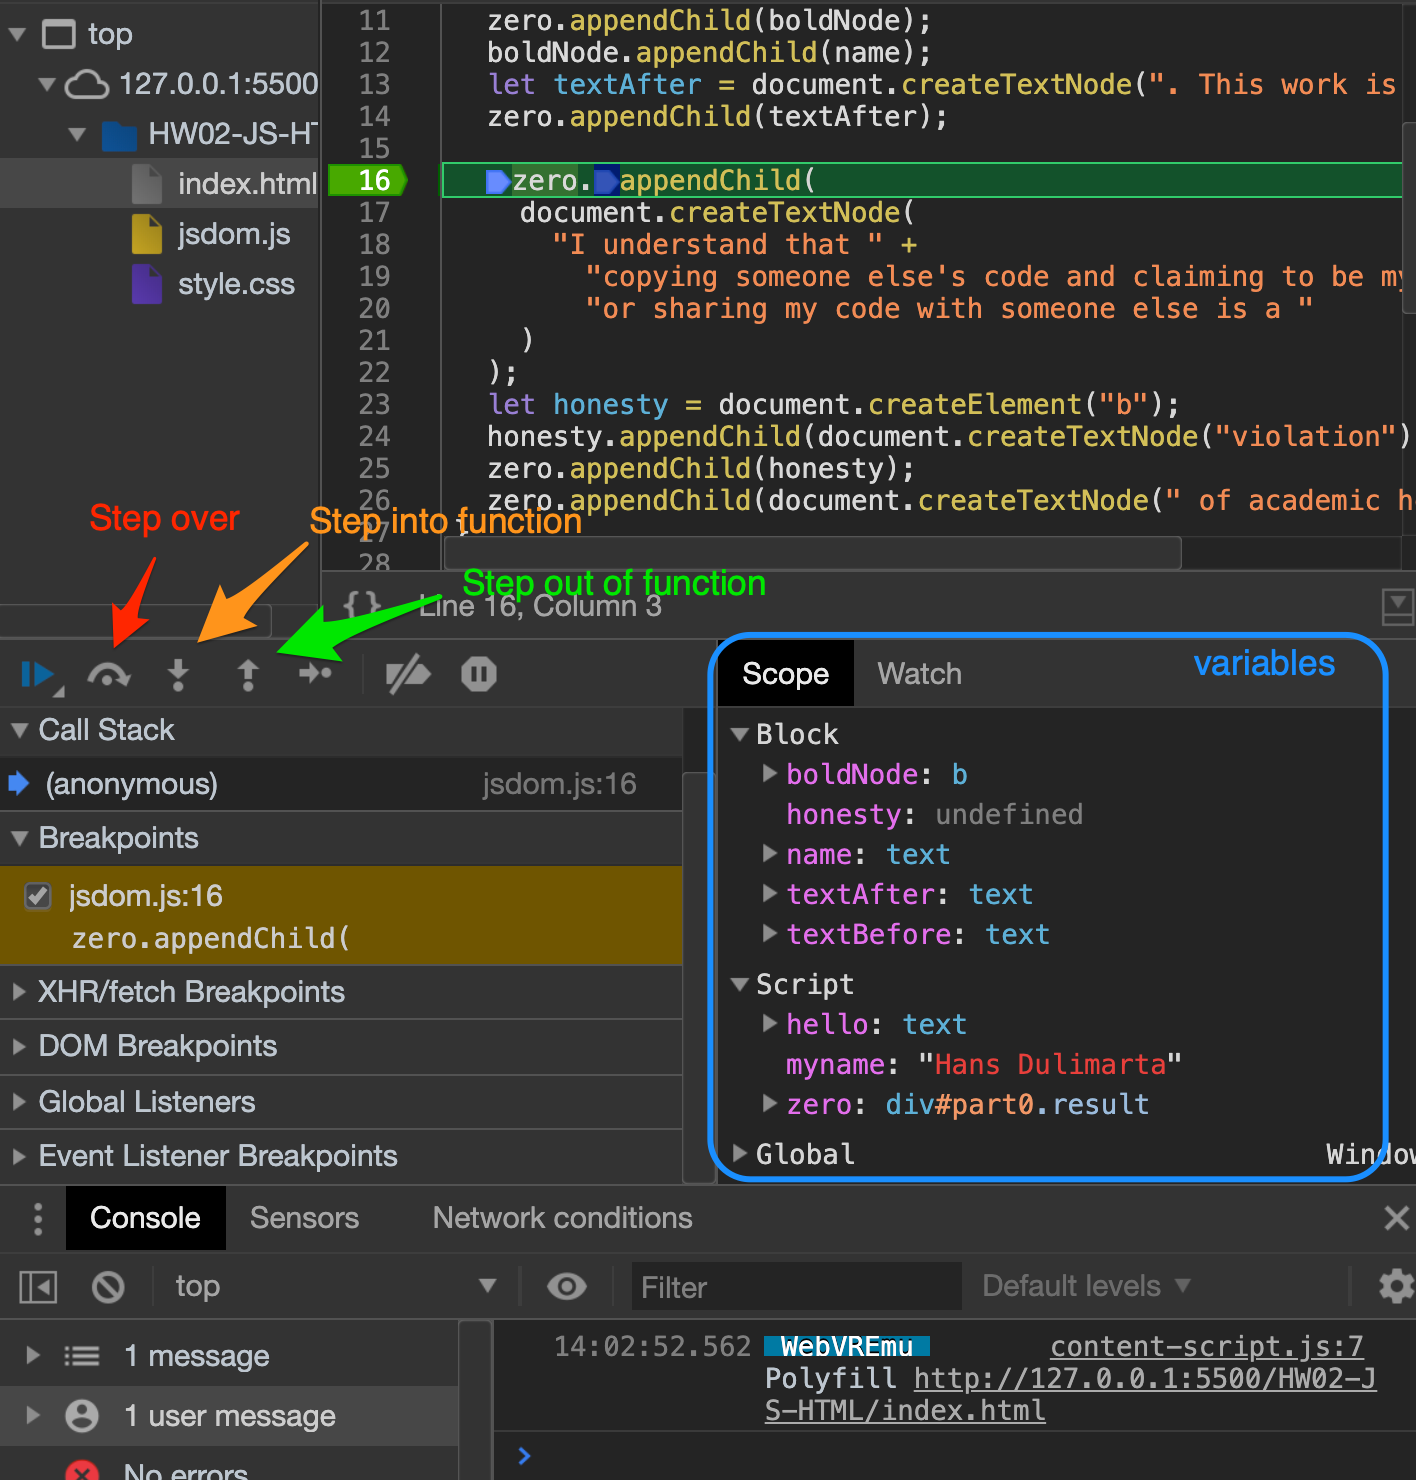 top
127.0.0.1:5500
HW02-JS-HT
index.html
jsdom.js
style.css
11 zero.appendChild(boldNode);
12 boldNode.appendChild(name);
13 let textAfter = document.createTextNode(". This work is
14 zero.appendChild(textAfter);
15
16 zero.appendChild(
17 document.createTextNode(
18 "I understand that " +
19 "copying someone else's code and claiming to be my
20 "or sharing my code with someone else is a "
21 )
22 );
23 let honesty = document.createElement("b");
24 honesty.appendChild(document.createTextNode("violation")
25 zero.appendChild(honesty);
26 zero.appendChild(document.createTextNode(" of academic h
27 }
28
Step over
Step into function
Step out of function
{} Line 16, Column 3
Call Stack
(anonymous) jsdom.js:16
Breakpoints
jsdom.js:16
zero.appendChild(
XHR/fetch Breakpoints
DOM Breakpoints
Global Listeners
Event Listener Breakpoints
Scope Watch variables
Block
boldNode: b
honesty: undefined
name: text
textAfter: text
textBefore: text
Script
hello: text
myname: "Hans Dulimarta"
zero: div#part0.result
Global Window
Console Sensors Network conditions
top Filter Default levels
1 message
1 user message
No errors
14:02:52.562 WebVREmu content-script.js:7
Polyfill http://127.0.0.1:5500/HW02-J
S-HTML/index.html